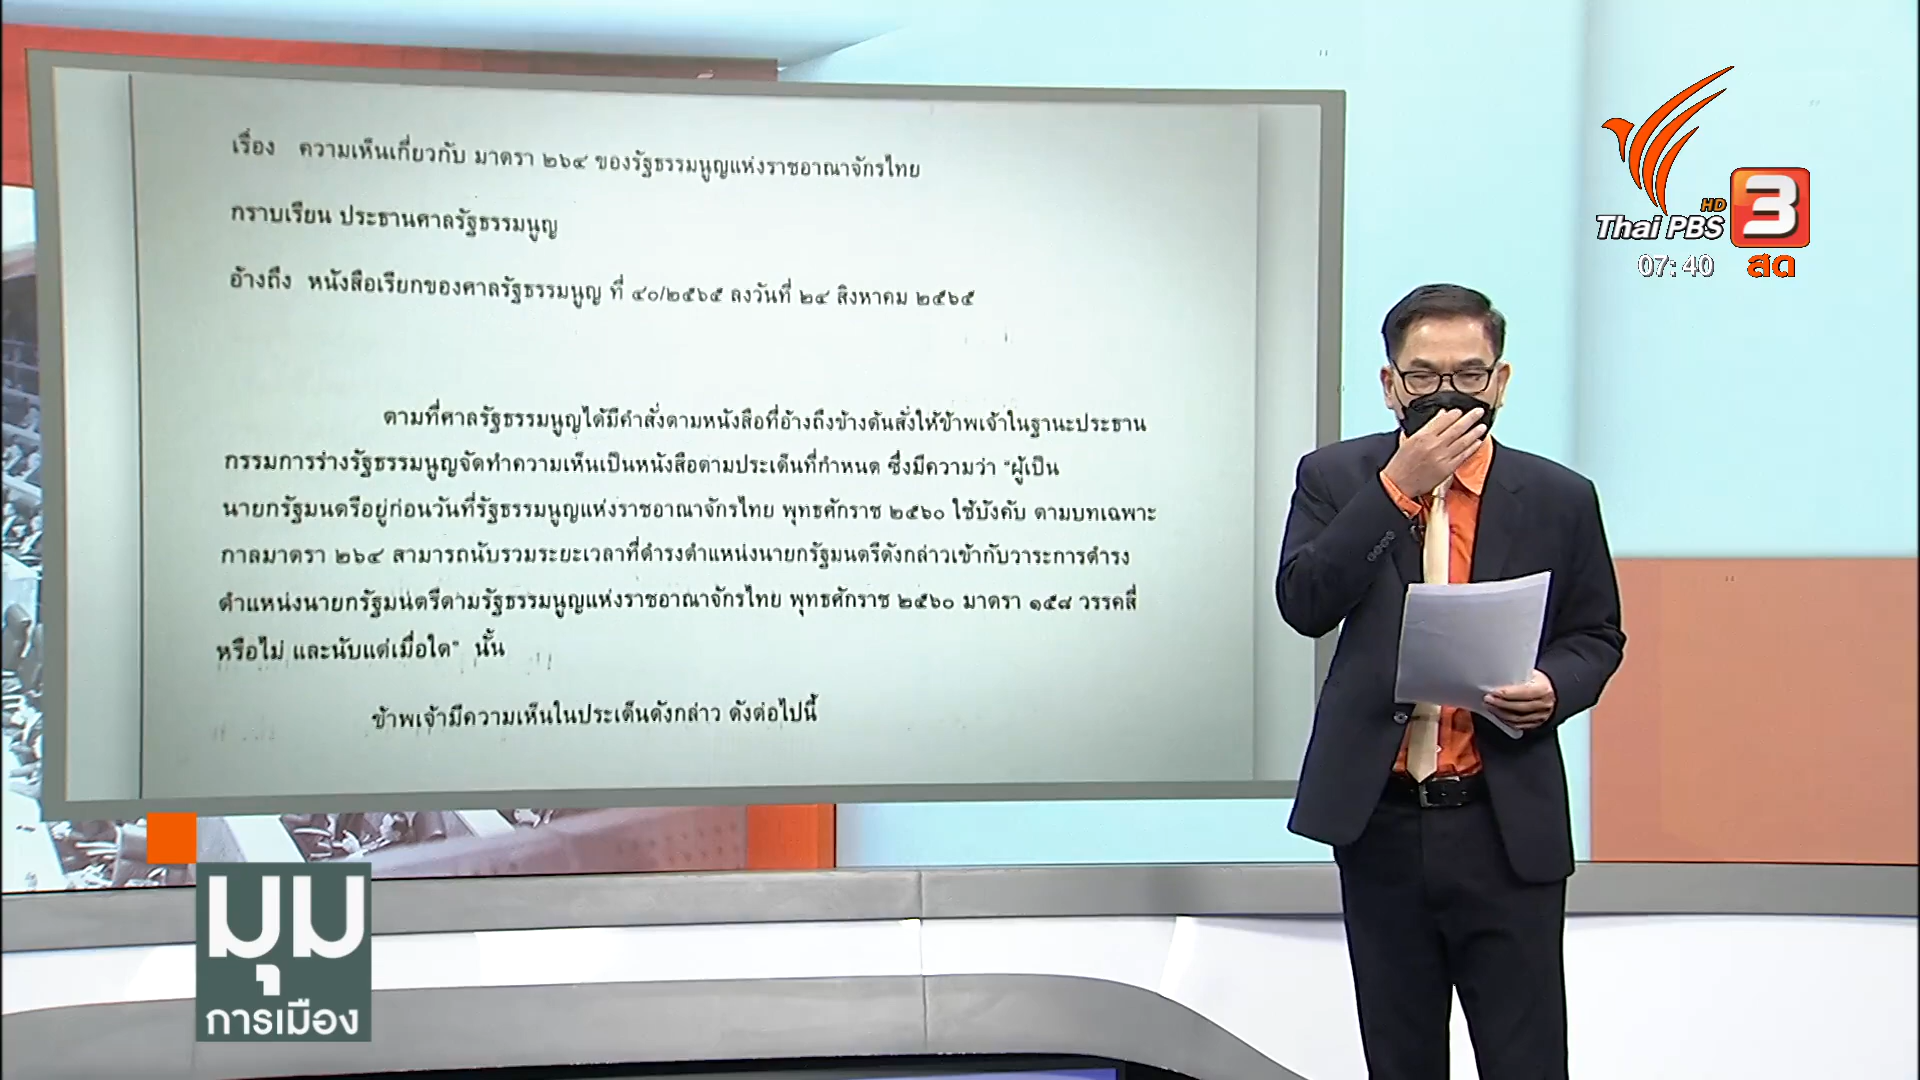 เรื่อง ความเห็นเกี่ยวกับ มาตรา ๒๖๔ ของรัฐธรรมนูญแห่งราชอาณาจักรไทย
กราบเรียน ประธานศาลรัฐธรรมนูญ
อ้างถึง หนังสือเรียกของศาลรัฐธรรมนูญ ที่ ๔๐/๒๕๖๕ ลงวันที่ ๒๔ สิงหาคม ๒๕๖๕
ตามที่ศาลรัฐธรรมนูญได้มีคำสั่งตามหนังสือที่อ้างถึงข้างต้นสั่งให้ข้าพเจ้าในฐานะประธาน
กรรมการร่างรัฐธรรมนูญจัดทำความเห็นเป็นหนังสือตามประเด็นที่กำหนด ซึ่งมีความว่า "ผู้เป็น
นายกรัฐมนตรีอยู่ก่อนวันที่รัฐธรรมนูญแห่งราชอาณาจักรไทย พุทธศักราช ๒๕๖๐ ใช้บังคับ ตามบทเฉพาะ
กาลมาตรา ๒๖๔ สามารถนับรวมระยะเวลาที่ดำรงตำแหน่งนายกรัฐมนตรีดังกล่าวเข้ากับวาระการดำรง
ตำแหน่งนายกรัฐมนตรีตามรัฐธรรมนูญแห่งราชอาณาจักรไทย พุทธศักราช ๒๕๖๐ มาตรา ๑๕๘ วรรคสี่
หรือไม่ และนับแต่เมื่อใด" นั้น
ข้าพเจ้ามีความเห็นในประเด็นดังกล่าว ดังต่อไปนี้
HD
Thai PBS 3
07:40 สด
มุม
การเมือง